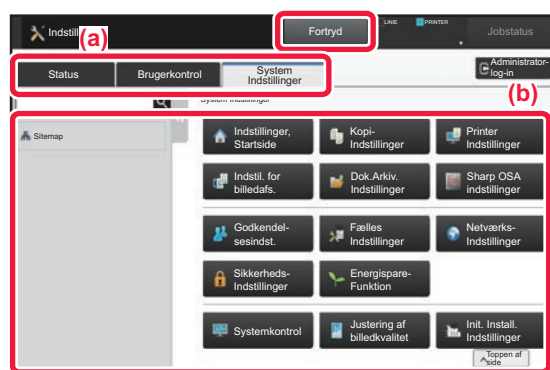 Indstill
(a)
Fortryd
LINIE
PRINTER
Jobstatus
Status
Brugerkontrol
System
Indstillinger
Administrator-
log-in
(b)
System Indstillinger
Sitemap
Indstillinger,
Startside
Kopi-
Indstillinger
Printer
Indstillinger
Indstil. for
billedafs.
Dok.Arkiv.
Indstillinger
Sharp OSA
indstillinger
Godkendel-
sesindst.
Fælles
Indstillinger
Netværks-
Indstillinger
Sikkerheds-
Indstillinger
Energispare-
Funktion
Systemkontrol
Justering af
billedkvalitet
Init. Install.
Indstillinger
Toppen af
side